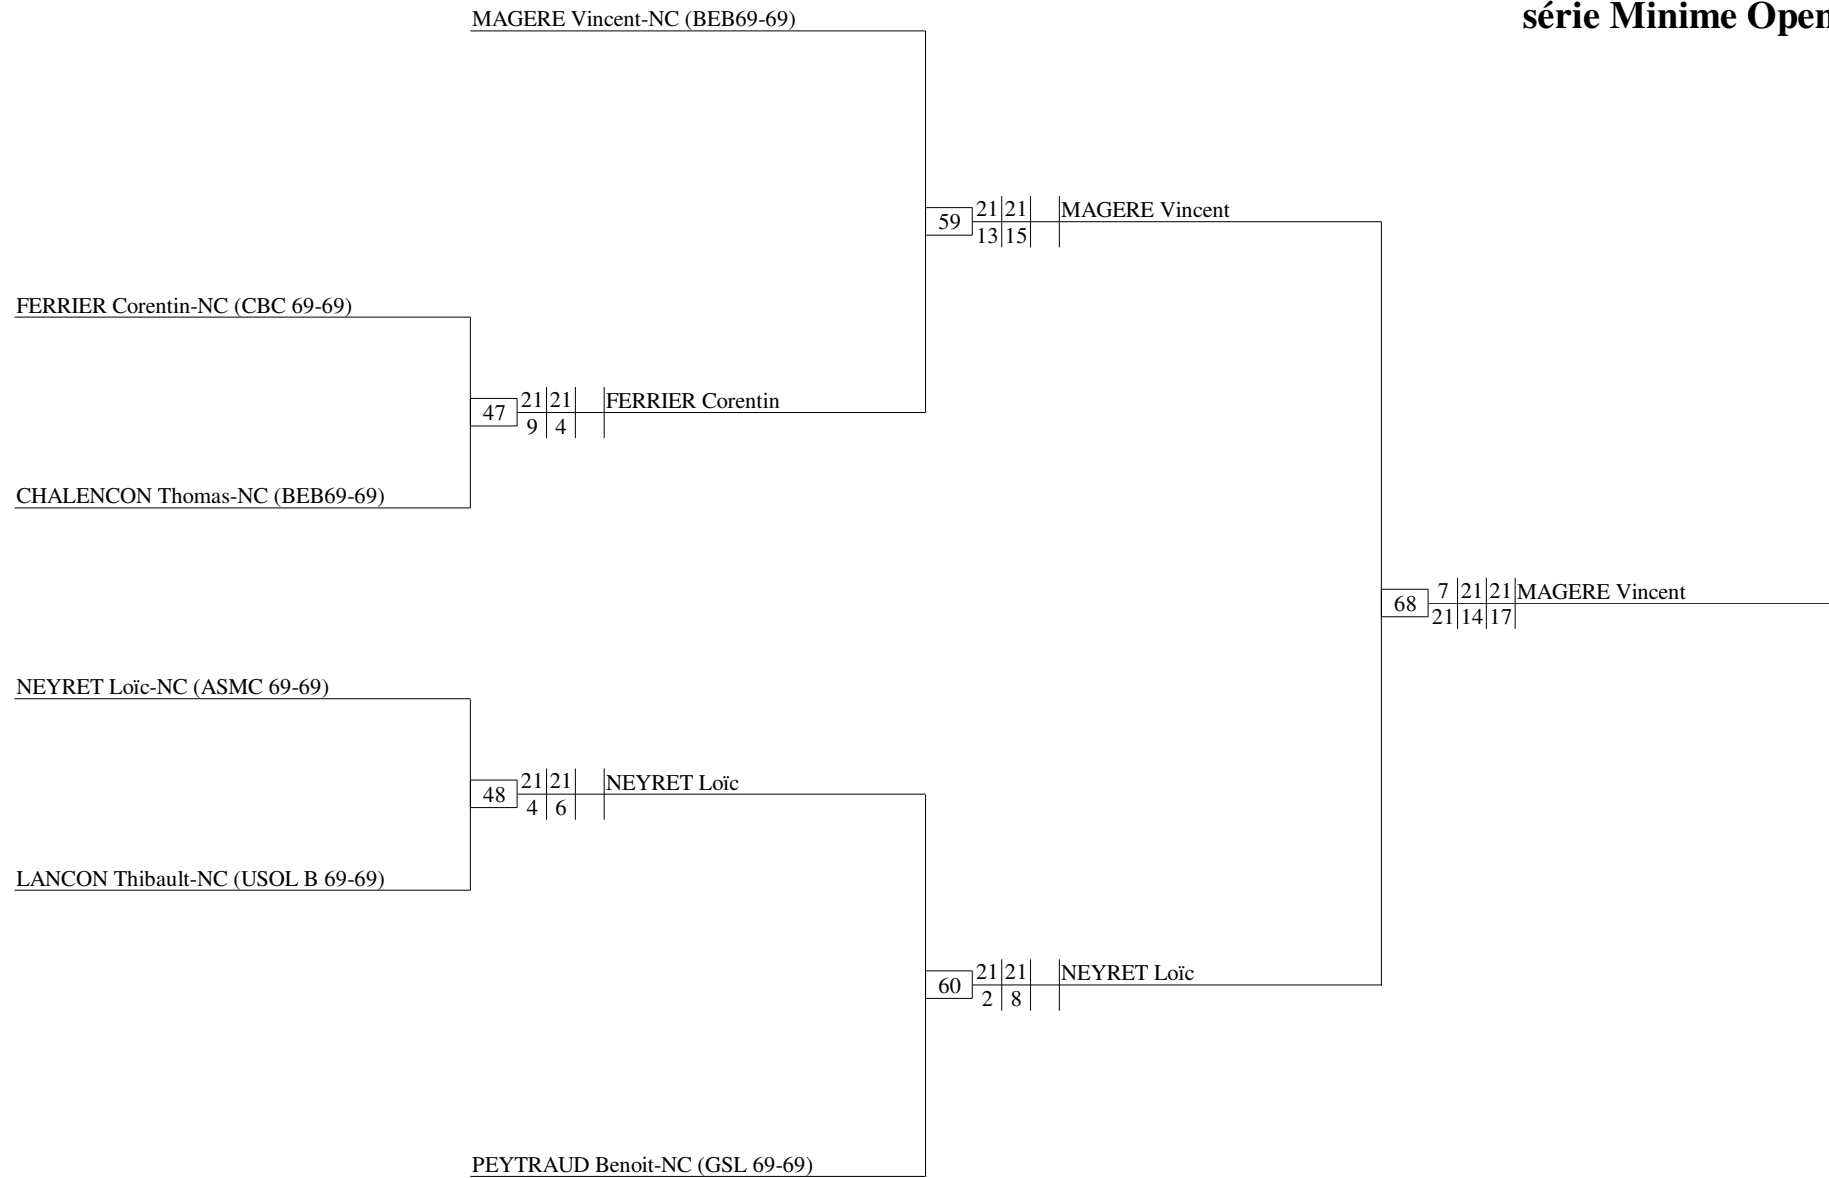 série Minime Open
MAGERE Vincent-NC (BEB69-69)
59
21 21
13 15
MAGERE Vincent
FERRIER Corentin-NC (CBC 69-69)
47
21 21
9 4
FERRIER Corentin
CHALENCON Thomas-NC (BEB69-69)
68
7 21 21
21 14 17
MAGERE Vincent
NEYRET Loïc-NC (ASMC 69-69)
48
21 21
4 6
NEYRET Loïc
LANCON Thibault-NC (USOL B 69-69)
60
21 21
2 8
NEYRET Loïc
PEYTRAUD Benoit-NC (GSL 69-69)